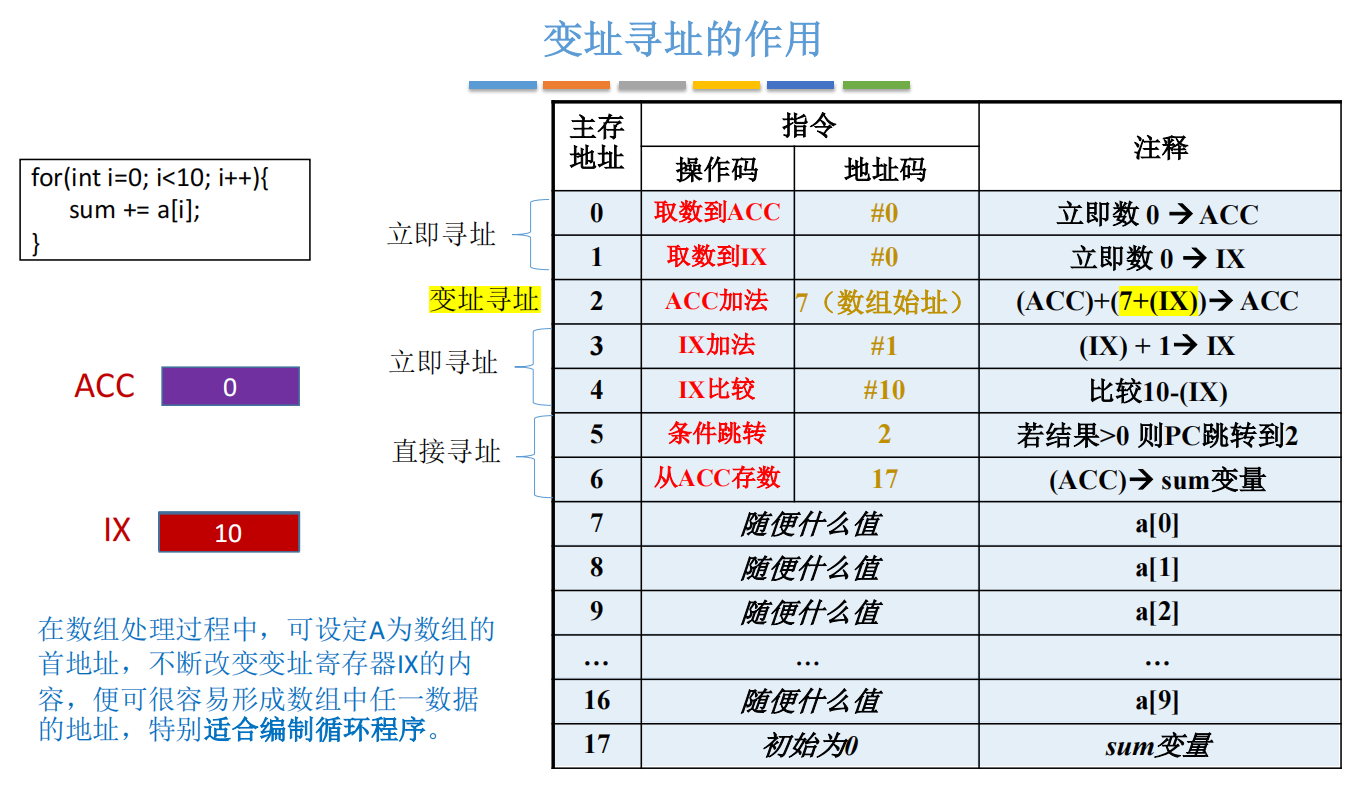 变址寻址的作用
for(int i=0; i<10; i++){
sum += a[i];
}
立即寻址
变址寻址
立即寻址
直接寻址
ACC
0
IX
10
在数组处理过程中，可设定A为数组的
首地址，不断改变变址寄存器IX的内
容，便可很容易形成数组中任一数据
的地址，特别适合编制循环程序。
主存
地址
指令
注释
操作码 地址码
0 取数到ACC #0 立即数 0 → ACC
1 取数到IX #0 立即数 0 → IX
2 ACC加法 7（数组始址） (ACC)+(7+(IX))→ ACC
3 IX加法 #1 (IX) + 1→ IX
4 IX比较 #10 比较10-(IX)
5 条件跳转 2 若结果>0 则PC跳转到2
6 从ACC存数 17 (ACC)→ sum变量
7 随便什么值 a[0]
8 随便什么值 a[1]
9 随便什么值 a[2]
… … …
16 随便什么值 a[9]
17 初始为0 sum变量